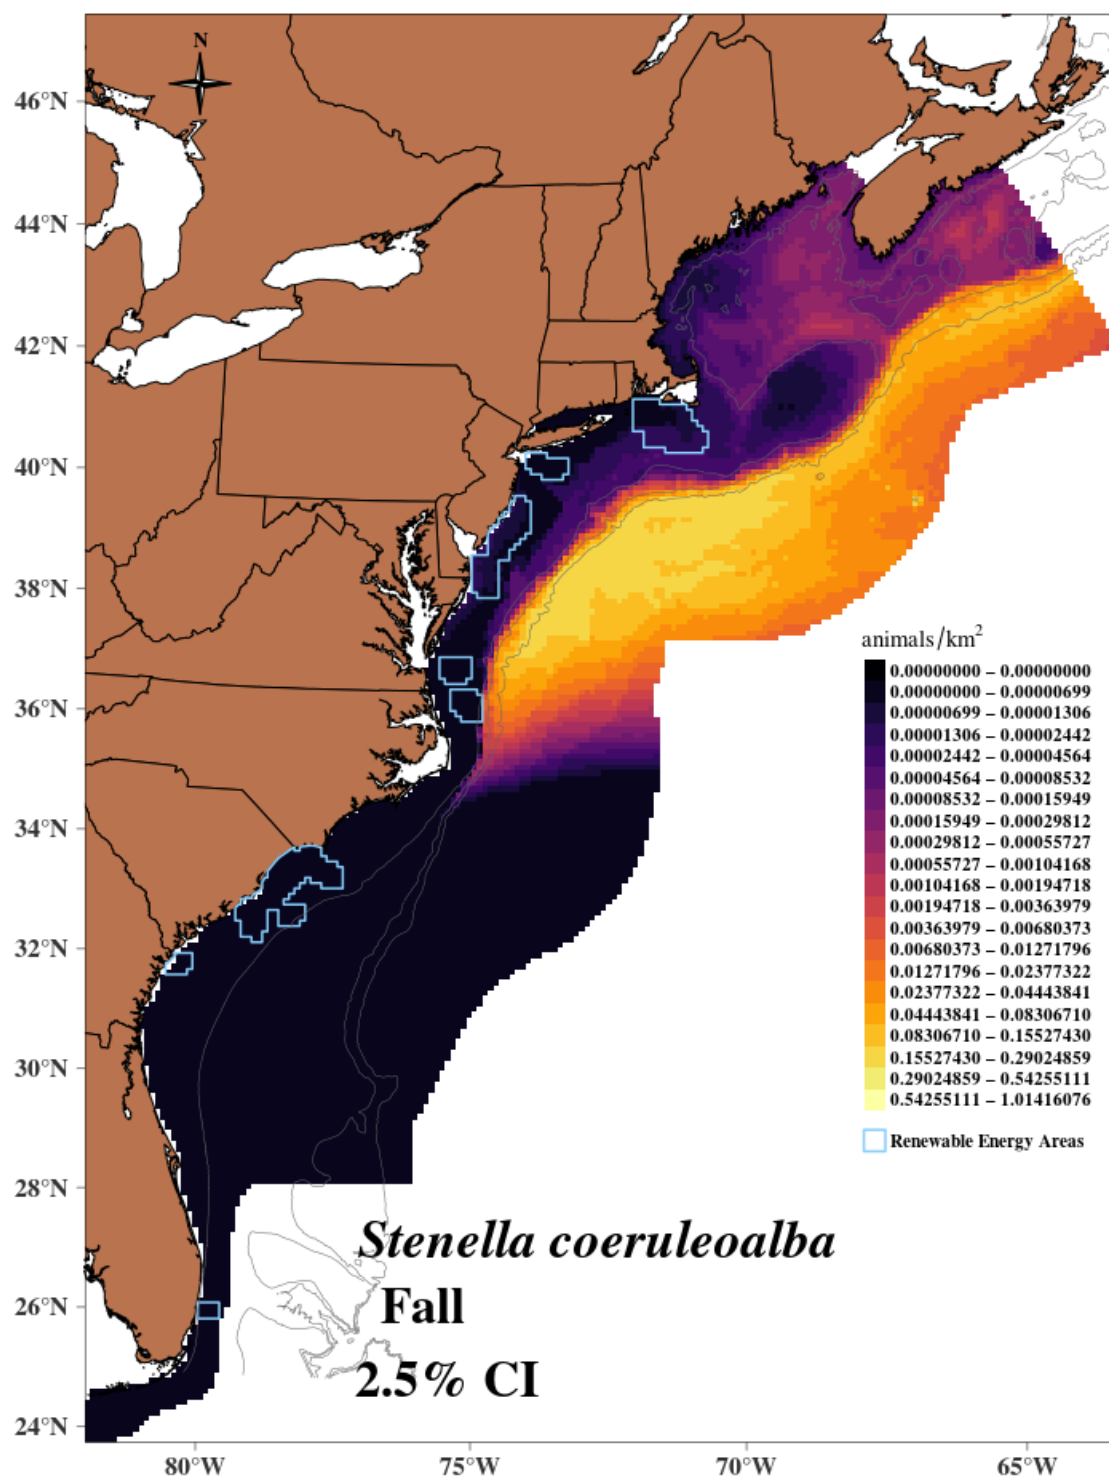 N
46°N
44°N
42°N
40°N
38°N
36°N
34°N
32°N
30°N
28°N
26°N
24°N
80°W
75°W
70°W
65°W
animals/km²
0.00000000 – 0.00000000
0.00000000 – 0.00000699
0.00000699 – 0.00001306
0.00001306 – 0.00002442
0.00002442 – 0.00004564
0.00004564 – 0.00008532
0.00008532 – 0.00015949
0.00015949 – 0.00029812
0.00029812 – 0.00055727
0.00055727 – 0.00104168
0.00104168 – 0.00194718
0.00194718 – 0.00363979
0.00363979 – 0.00680373
0.00680373 – 0.01271796
0.01271796 – 0.02377322
0.02377322 – 0.04443841
0.04443841 – 0.08306710
0.08306710 – 0.15527430
0.15527430 – 0.29024859
0.29024859 – 0.54255111
0.54255111 – 1.01416076
Renewable Energy Areas
Stenella coeruleoalba
Fall
2.5% CI